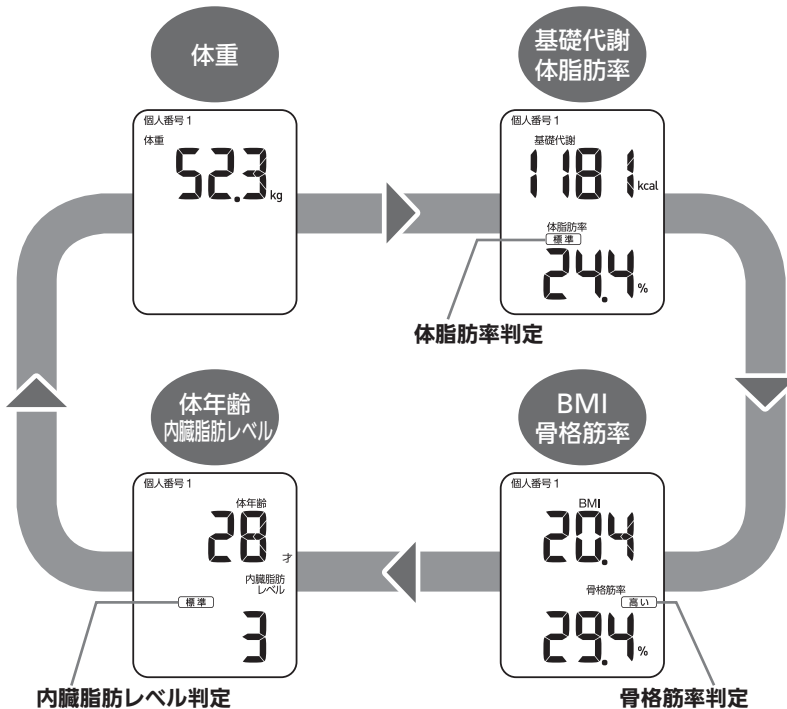 体重
個人番号 1
体重
52.3 kg
基礎代謝
体脂肪率
個人番号 1
基礎代謝
1181 kcal
体脂肪率
標準
24.4 %
体脂肪率判定
体年齢
内臓脂肪レベル
個人番号 1
体年齢
28 才
内臓脂肪
レベル
標準
3
内臓脂肪レベル判定
BMI
骨格筋率
個人番号 1
BMI
20.4
骨格筋率
高い
29.4 %
骨格筋率判定